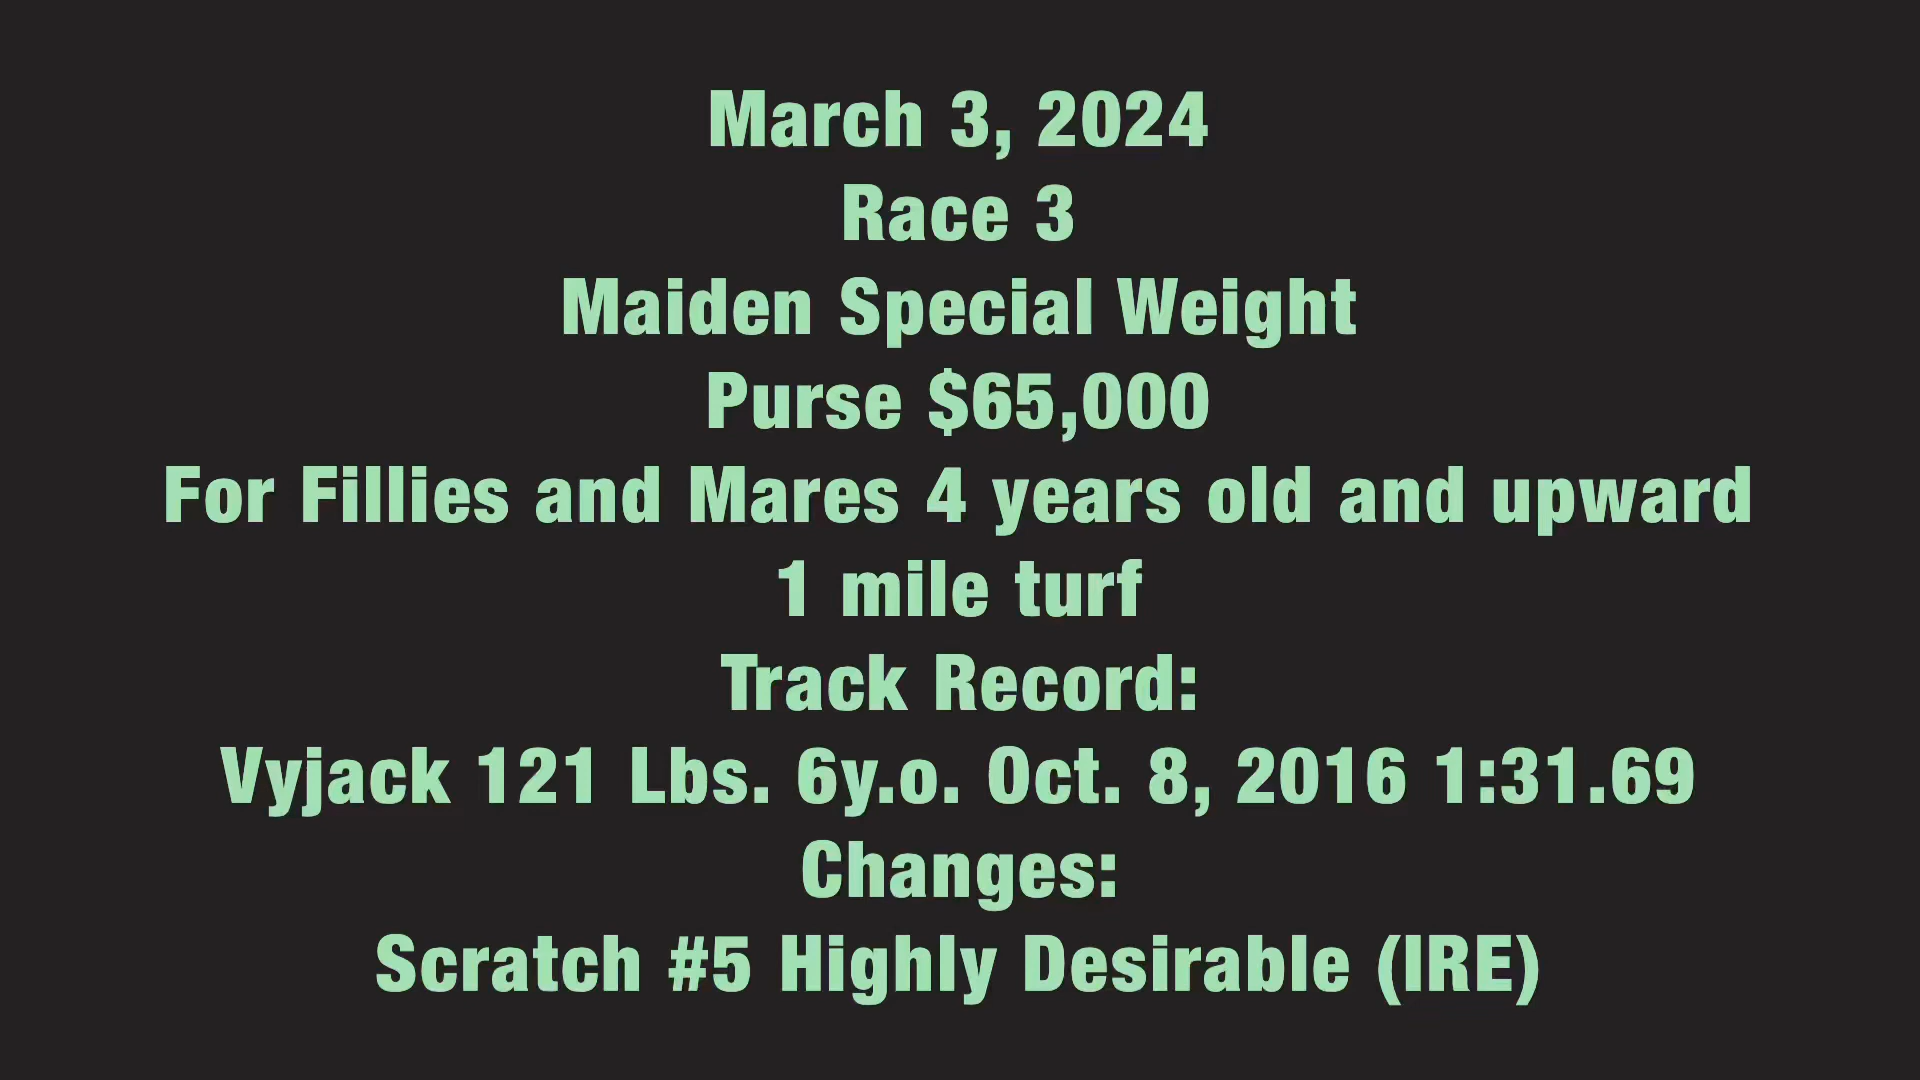 March 3, 2024
Race 3
Maiden Special Weight
Purse $65,000
For Fillies and Mares 4 years old and upward
1 mile turf
Track Record:
Vyjack 121 Lbs. 6y.o. Oct. 8, 2016 1:31.69
Changes:
Scratch #5 Highly Desirable (IRE)